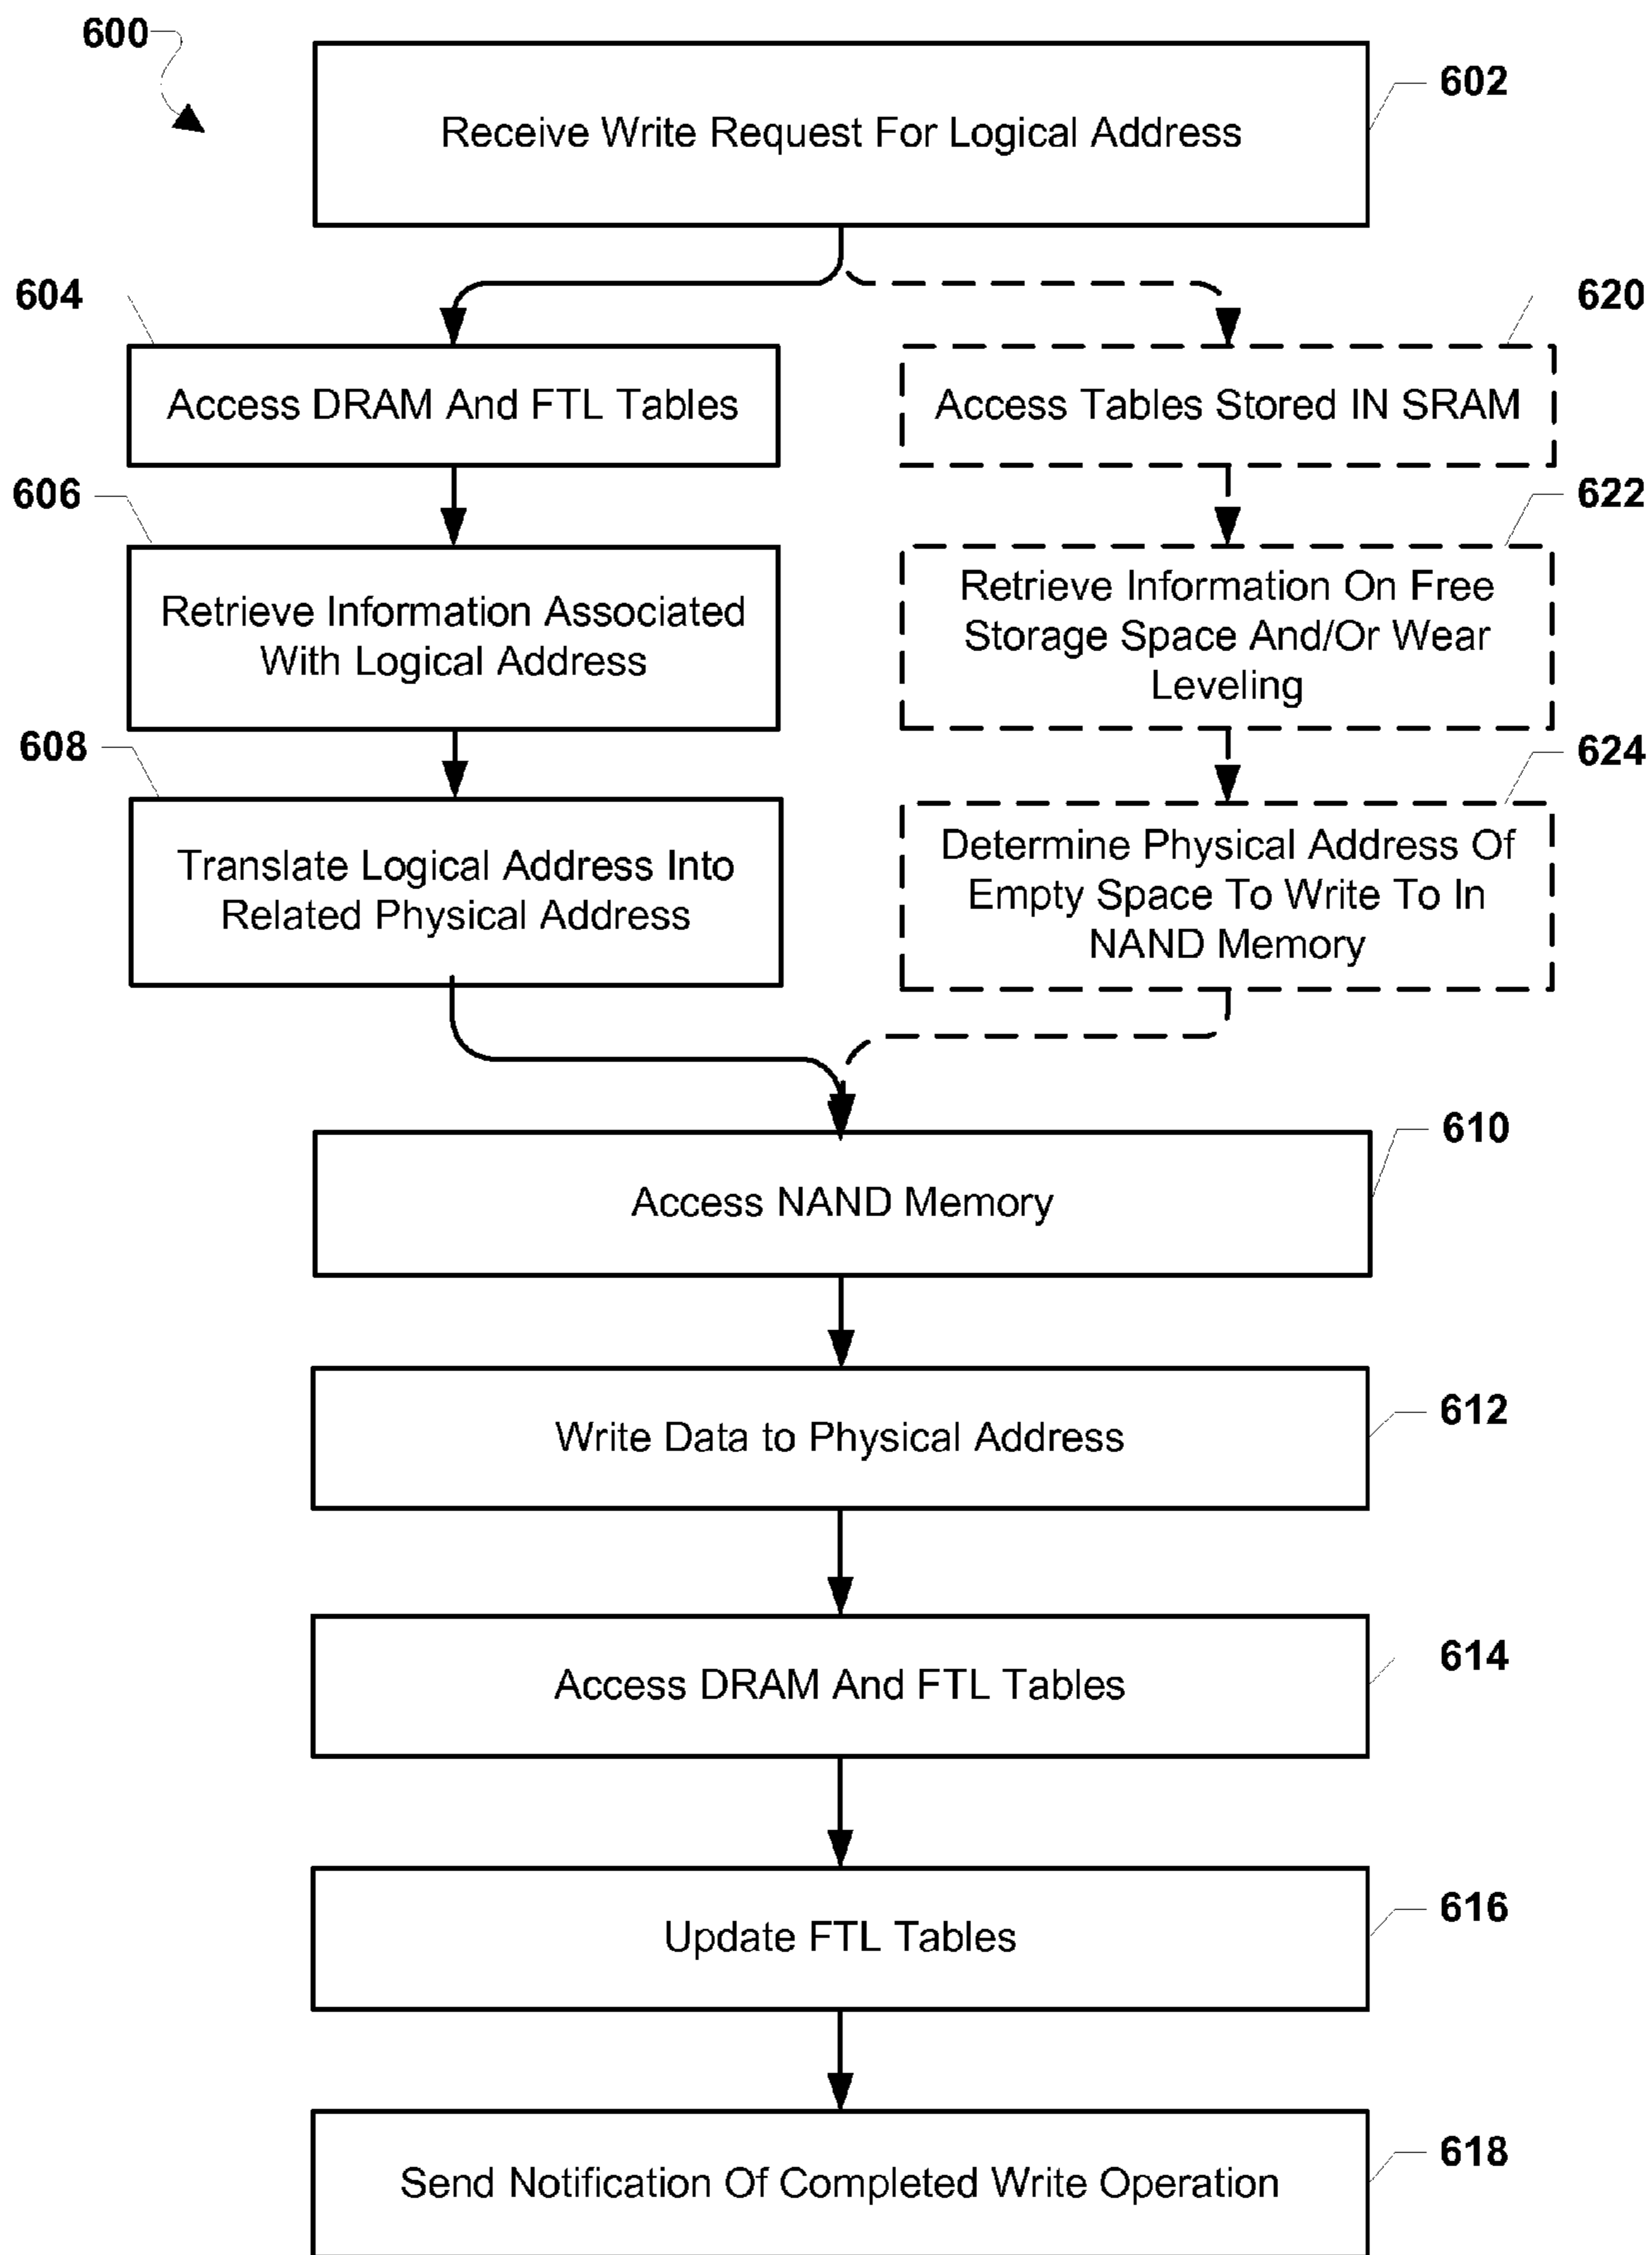 600
602
Receive Write Request For Logical Address
604
620
Access DRAM And FTL Tables
Access Tables Stored IN SRAM
606
622
Retrieve Information Associated
With Logical Address
Retrieve Information On Free
Storage Space And/Or Wear
Leveling
608
624
Translate Logical Address Into
Related Physical Address
Determine Physical Address Of
Empty Space To Write To In
NAND Memory
610
Access NAND Memory
612
Write Data to Physical Address
614
Access DRAM And FTL Tables
616
Update FTL Tables
618
Send Notification Of Completed Write Operation